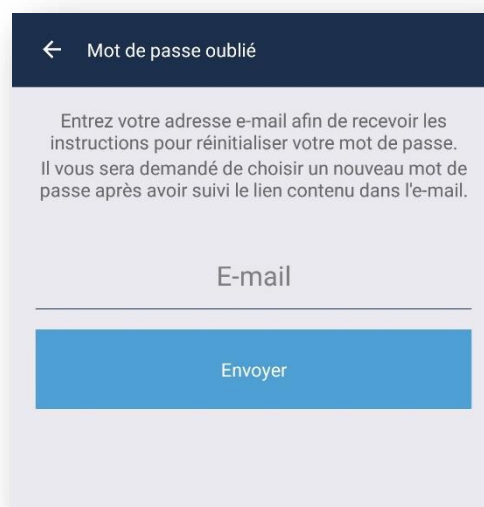 Mot de passe oublié
Entrez votre adresse e-mail afin de recevoir les
instructions pour réinitialiser votre mot de passe.
Il vous sera demandé de choisir un nouveau mot de
passe après avoir suivi le lien contenu dans l'e-mail.
E-mail
Envoyer